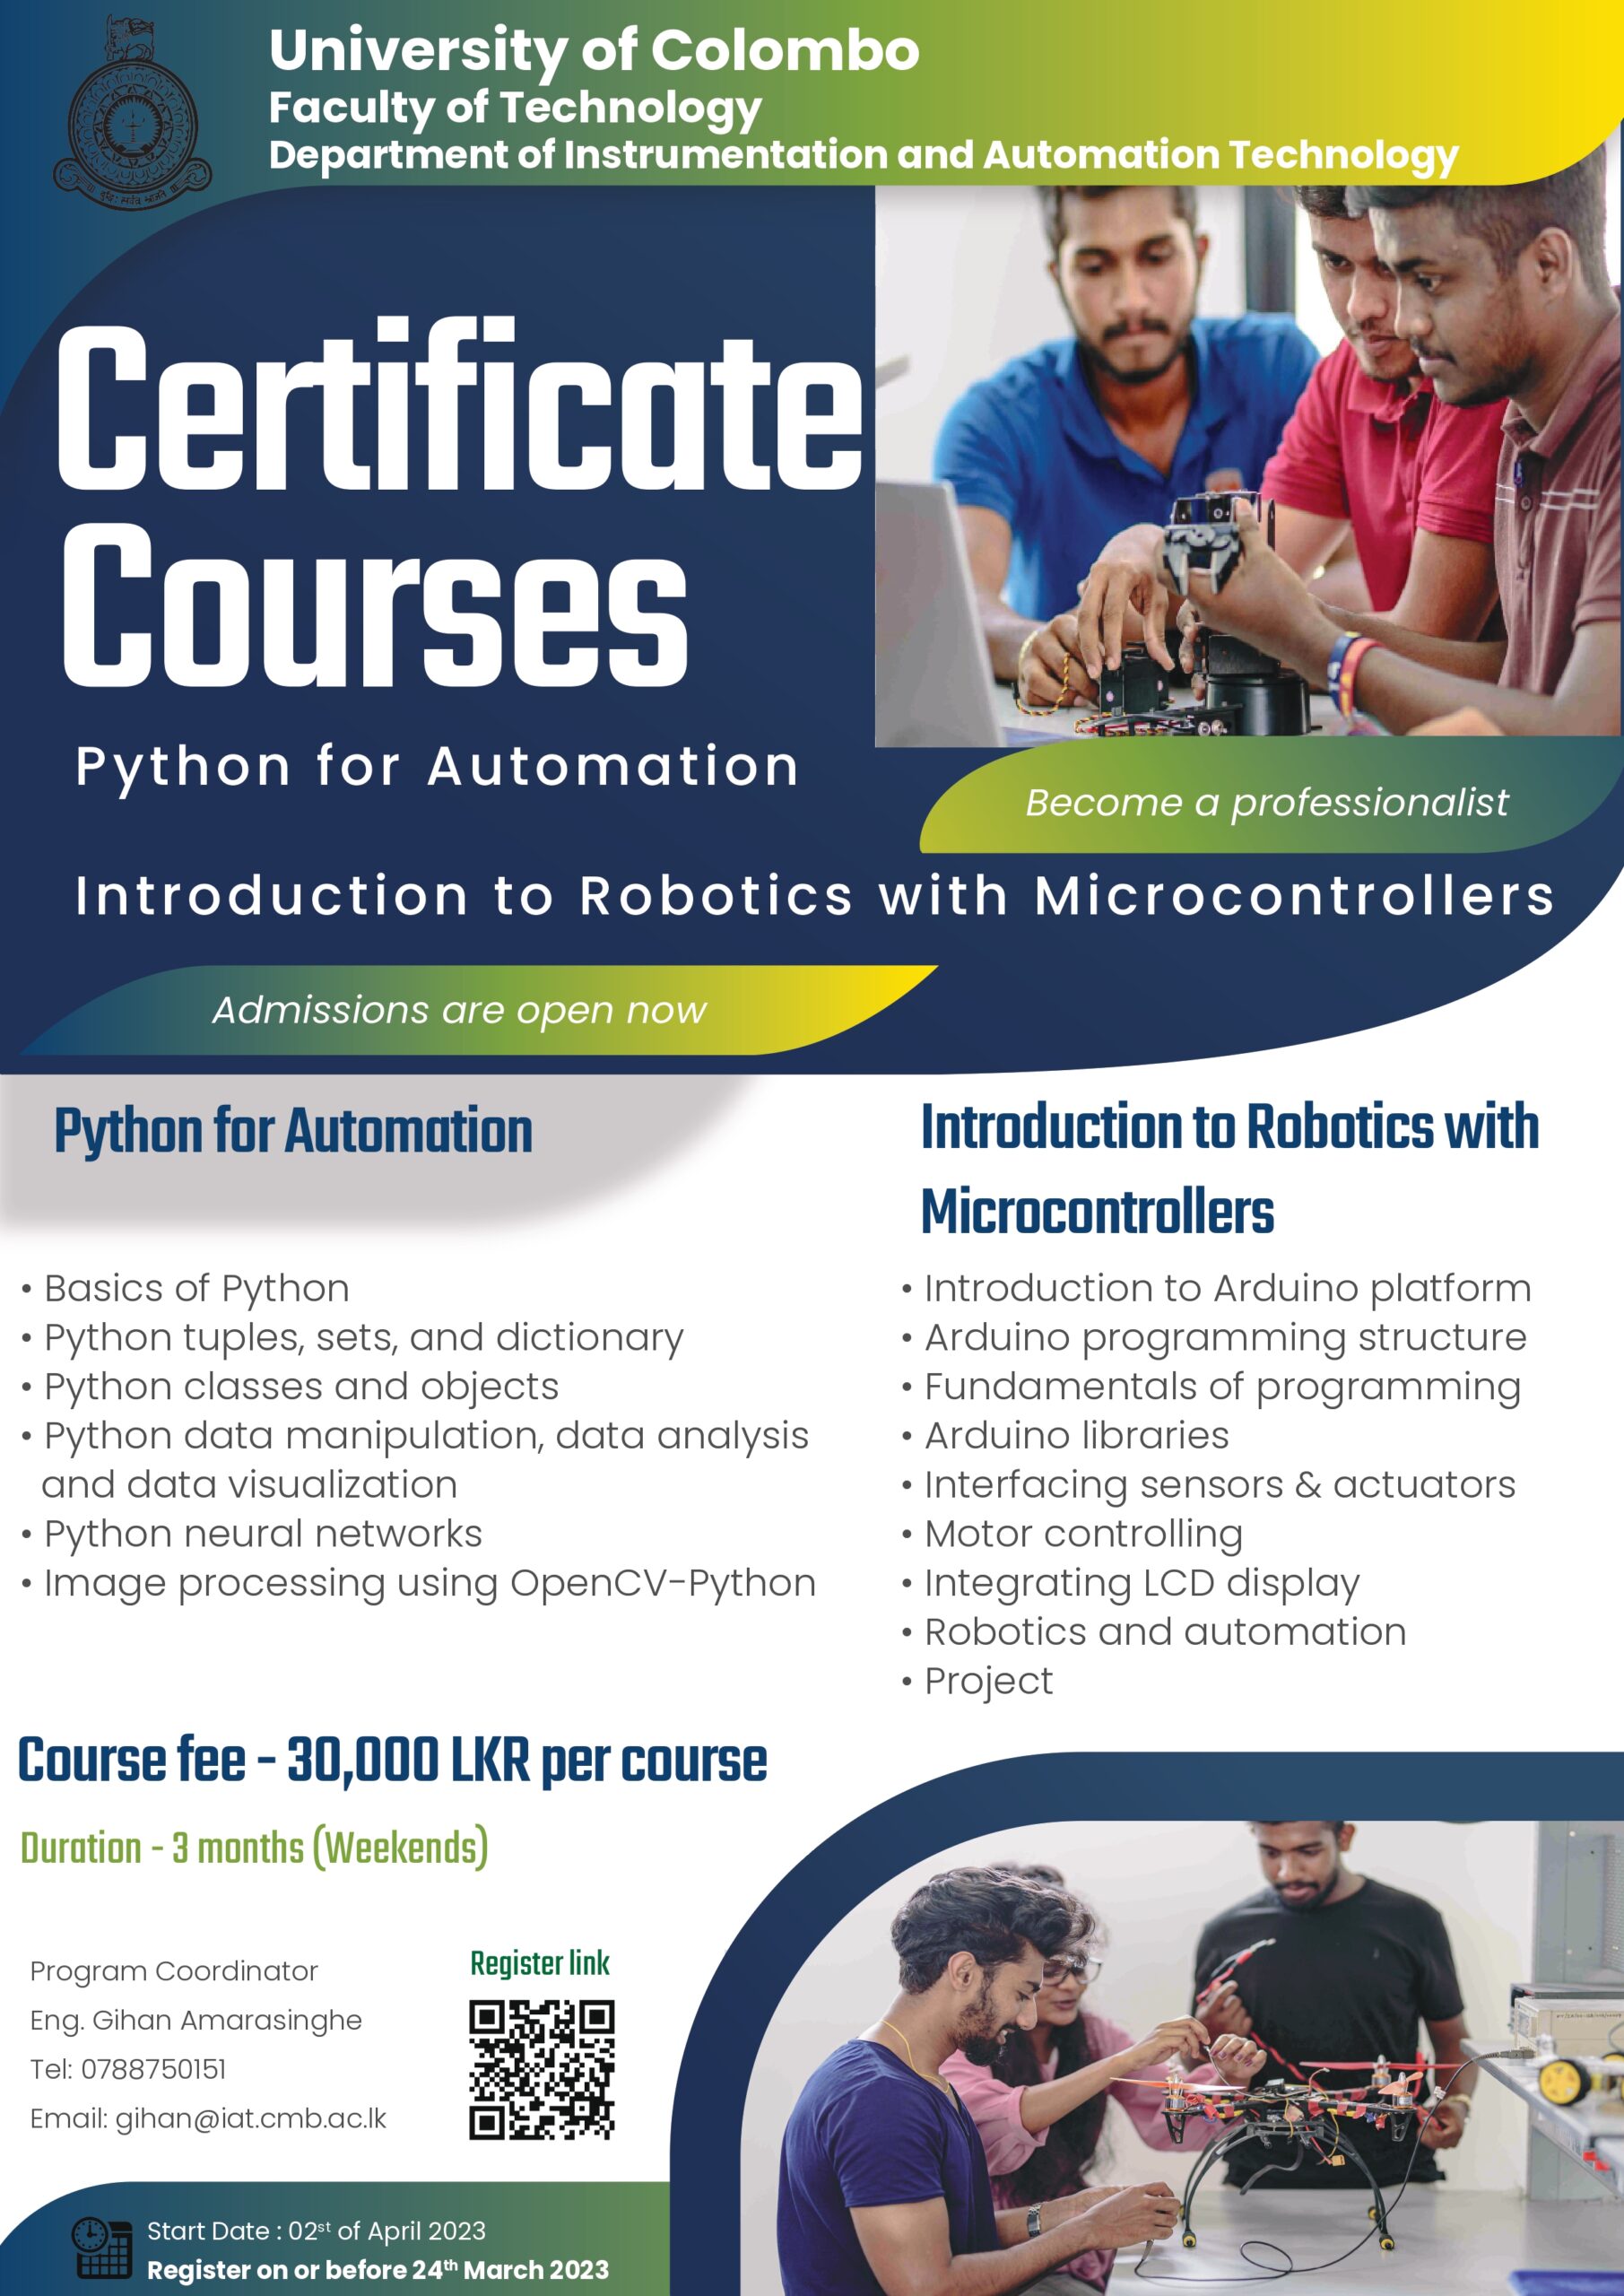 University of Colombo
Faculty of Technology
Department of Instrumentation and Automation Technology
Certificate
Courses
Python for Automation
Become a professionalist
Introduction to Robotics with Microcontrollers
Admissions are open now
Python for Automation
• Basics of Python
• Python tuples, sets, and dictionary
• Python classes and objects
• Python data manipulation, data analysis
and data visualization
• Python neural networks
• Image processing using OpenCV-Python
Introduction to Robotics with
Microcontrollers
• Introduction to Arduino platform
• Arduino programming structure
• Fundamentals of programming
• Arduino libraries
• Interfacing sensors & actuators
• Motor controlling
• Integrating LCD display
• Robotics and automation
• Project
Course fee - 30,000 LKR per course
Duration - 3 months (Weekends)
Program Coordinator
Eng. Gihan Amarasinghe
Tel: 0788750151
Email: gihan@iat.cmb.ac.lk
Register link
Start Date : 02st of April 2023
Register on or before 24th March 2023